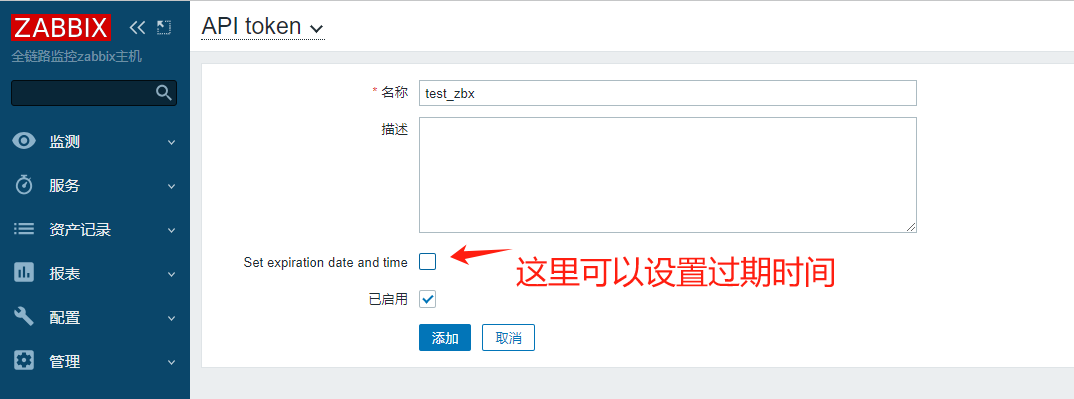 ZABBIX
全链路监控zabbix主机
监测
服务
资产记录
报表
配置
管理
API token
* 名称 test_zbx
描述
Set expiration date and time
这里可以设置过期时间
已启用
添加 取消